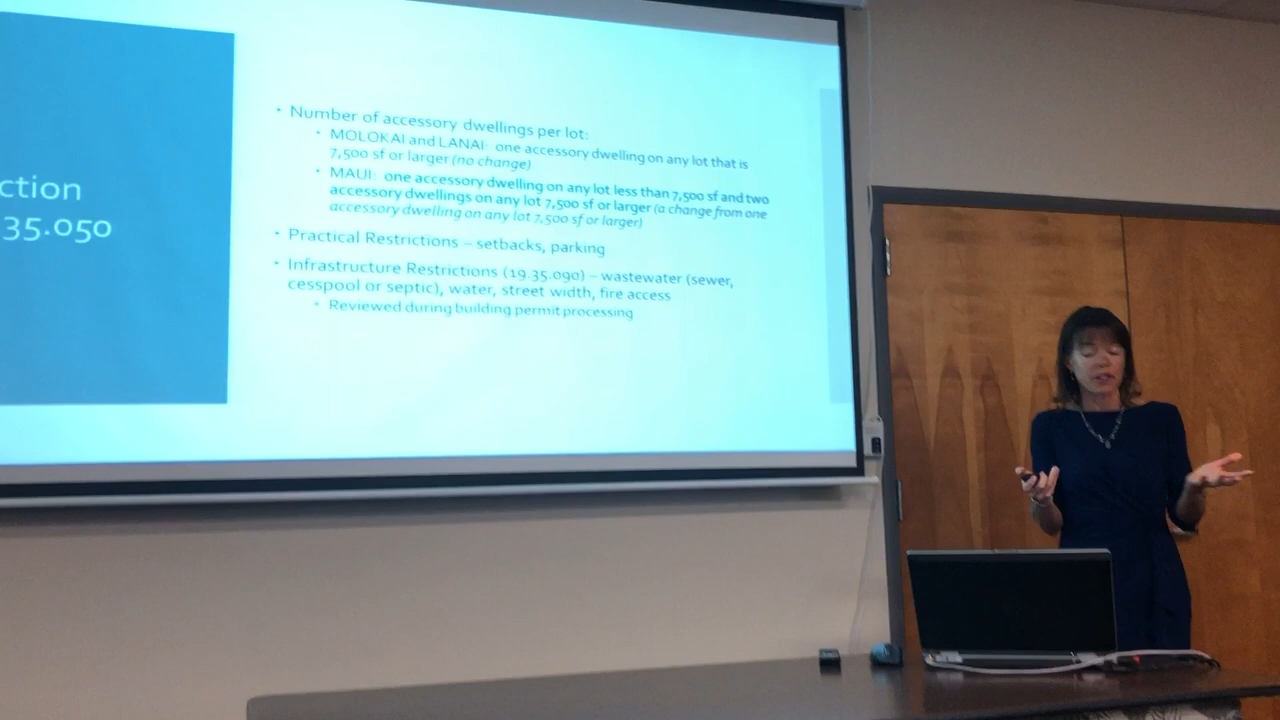 ction
35.050
Number of accessory dwellings per lot:
MOLOKAI and LANAI: one accessory dwelling on any lot that is
7,500 sf or larger (no change)
MAUI: one accessory dwelling on any lot less than 7,500 sf and two
accessory dwellings on any lot 7,500 sf or larger (a change from one
accessory dwelling on any lot 7,500 sf or larger)
Practical Restrictions – setbacks, parking
Infrastructure Restrictions (19.35.090) – wastewater (sewer,
cesspool or septic), water, street width, fire access
Reviewed during building permit processing